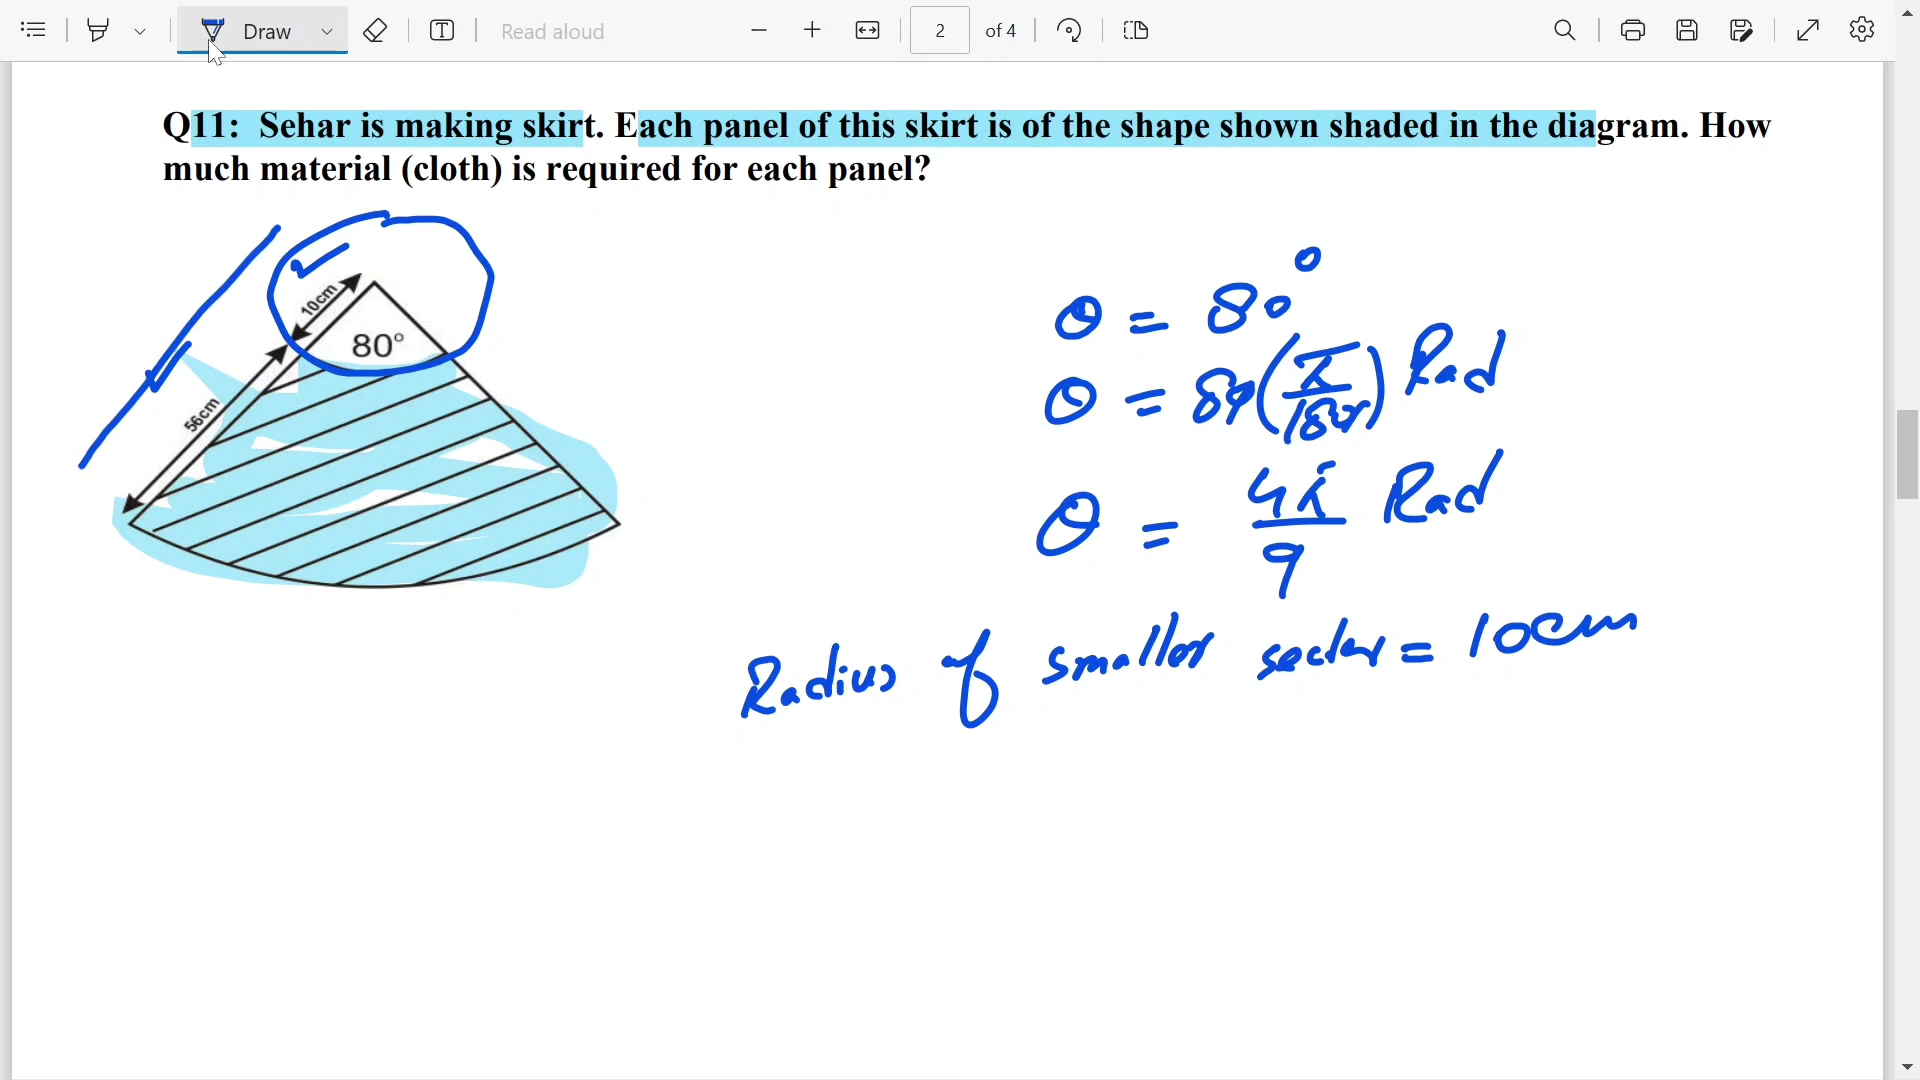 Draw
Read aloud
2 of 4
Q11: Sehar is making skirt. Each panel of this skirt is of the shape shown shaded in the diagram. How
much material (cloth) is required for each panel?
10cm
80°
56cm
θ = 80°
θ = 80(π/180) Rad
θ = 4π/9 Rad
Radius of smaller sector = 10cm